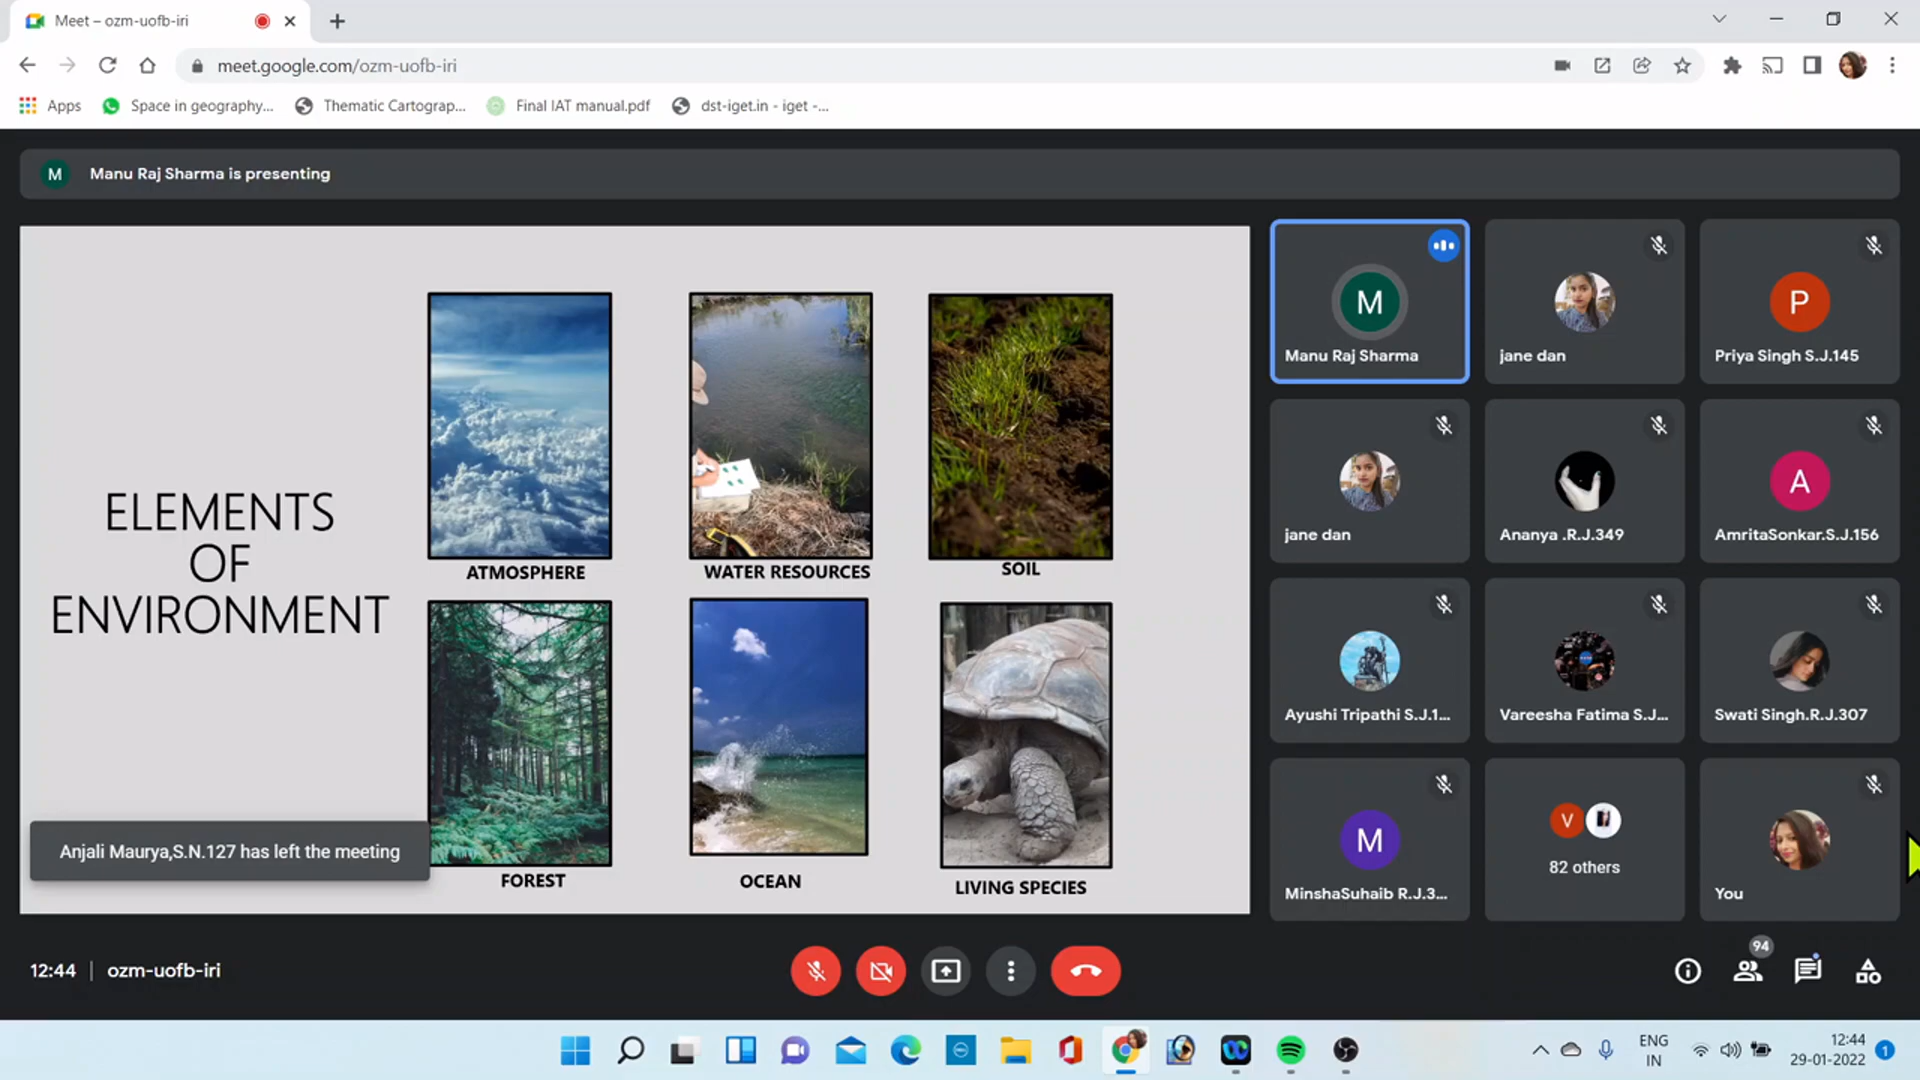 Meet – ozm-uofb-iri
meet.google.com/ozm-uofb-iri
Apps
Space in geography...
Thematic Cartograp...
Final IAT manual.pdf
dst-iget.in - iget -...
M
Manu Raj Sharma is presenting
ELEMENTS
OF
ENVIRONMENT
ATMOSPHERE
WATER RESOURCES
SOIL
FOREST
OCEAN
LIVING SPECIES
Anjali Maurya,S.N.127 has left the meeting
M
Manu Raj Sharma
jane dan
P
Priya Singh S.J.145
jane dan
Ananya .R.J.349
A
AmritaSonkar.S.J.156
Ayushi Tripathi S.J.1...
Vareesha Fatima S.J...
Swati Singh.R.J.307
M
MinshaSuhaib R.J.3...
V
82 others
You
12:44
ozm-uofb-iri
94
ENG
IN
12:44
29-01-2022
1